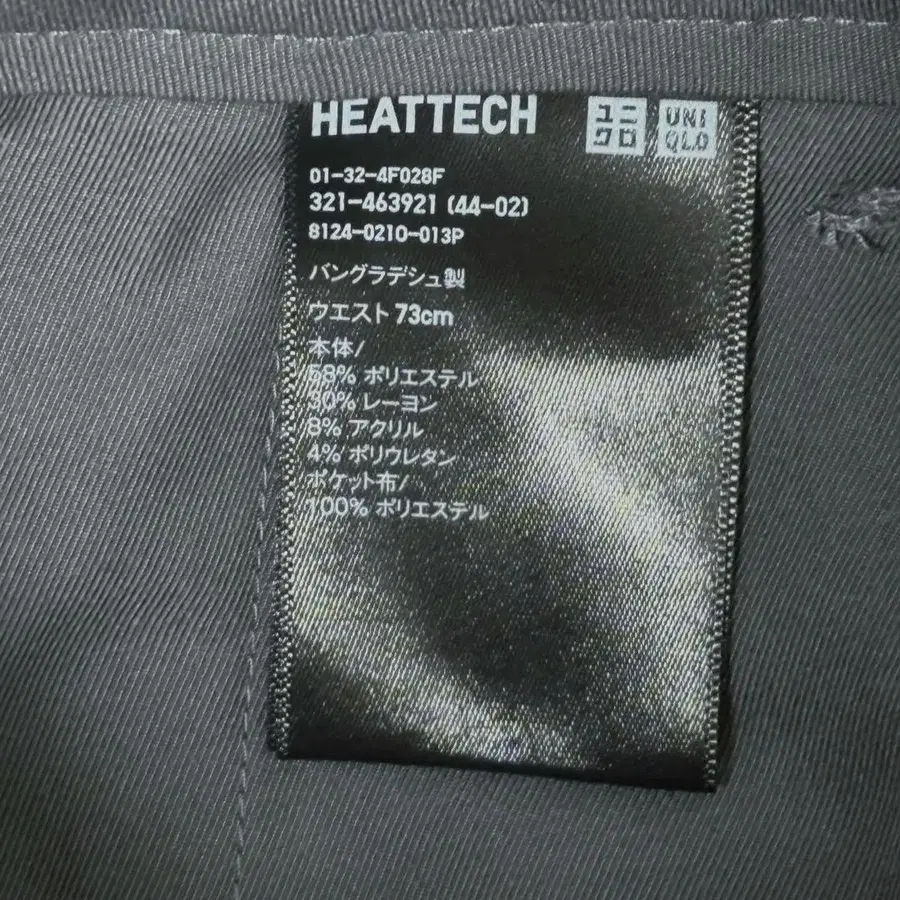 HEATTECH
ユニ
クロ
UNI
QLO
01-32-4F028F
321-463921 (44-02)
8124-0210-013P
バングラデシュ製
ウエスト 73cm
本体/
58% ポリエステル
30% レーヨン
8% アクリル
4% ポリウレタン
ポケット布/
100% ポリエステル